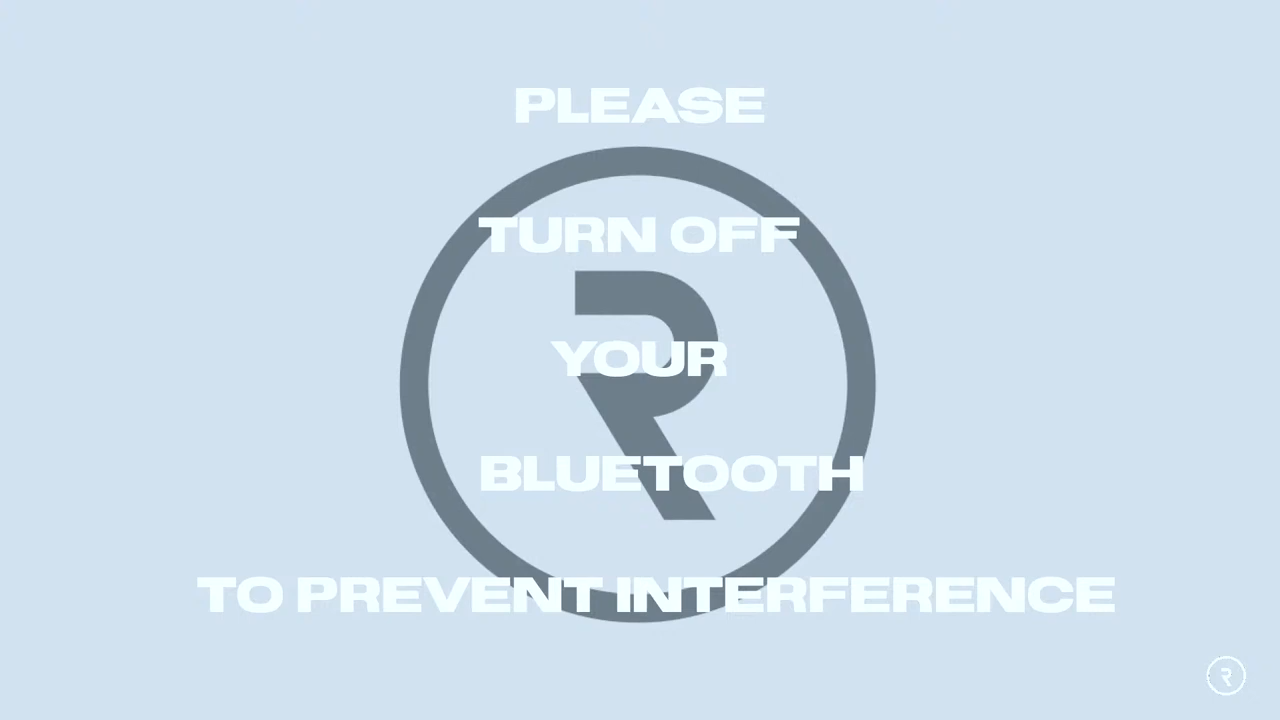 PLEASE
TURN OFF
YOUR
BLUETOOTH
TO PREVENT INTERFERENCE
R
R